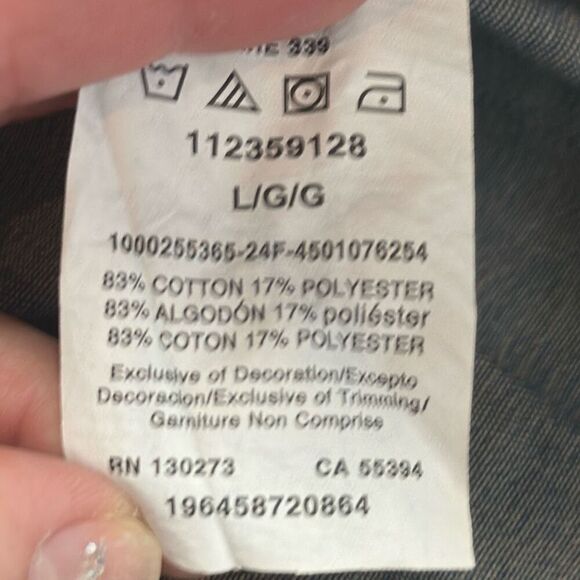 339
112359128
L/G/G
1000255365-24F-4501076254
83% COTTON 17% POLYESTER
83% ALGODÓN 17% poliéster
83% COTON 17% POLYESTER
Exclusive of Decoration/Excepto
Decoracion/Exclusive of Trimming/
Garniture Non Comprise
RN 130273 CA 55394
196458720864